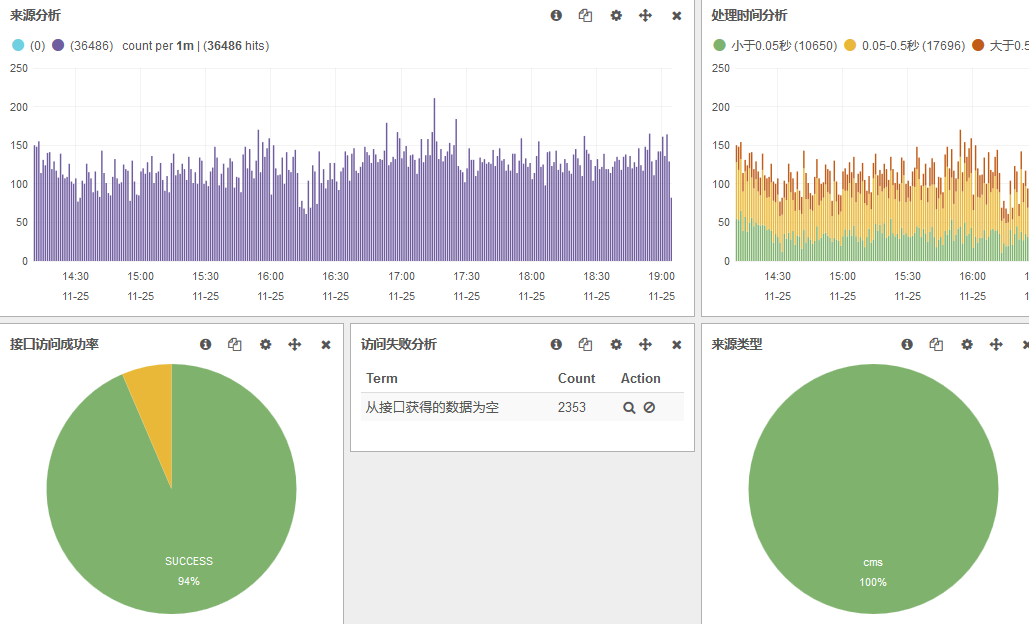 来源分析
(0) (36486) count per 1m | (36486 hits)
250
200
150
100
50
0
14:30 15:00 15:30 16:00 16:30 17:00 17:30 18:00 18:30 19:00
11-25 11-25 11-25 11-25 11-25 11-25 11-25 11-25 11-25 11-25
处理时间分析
小于0.05秒 (10650) 0.05-0.5秒 (17696) 大于0.5
250
200
150
100
50
0
14:30 15:00 15:30 16:00 1
11-25 11-25 11-25 11-25 1
接口访问成功率
SUCCESS
94%
访问失败分析
Term Count Action
从接口获得的数据为空 2353
来源类型
cms
100%